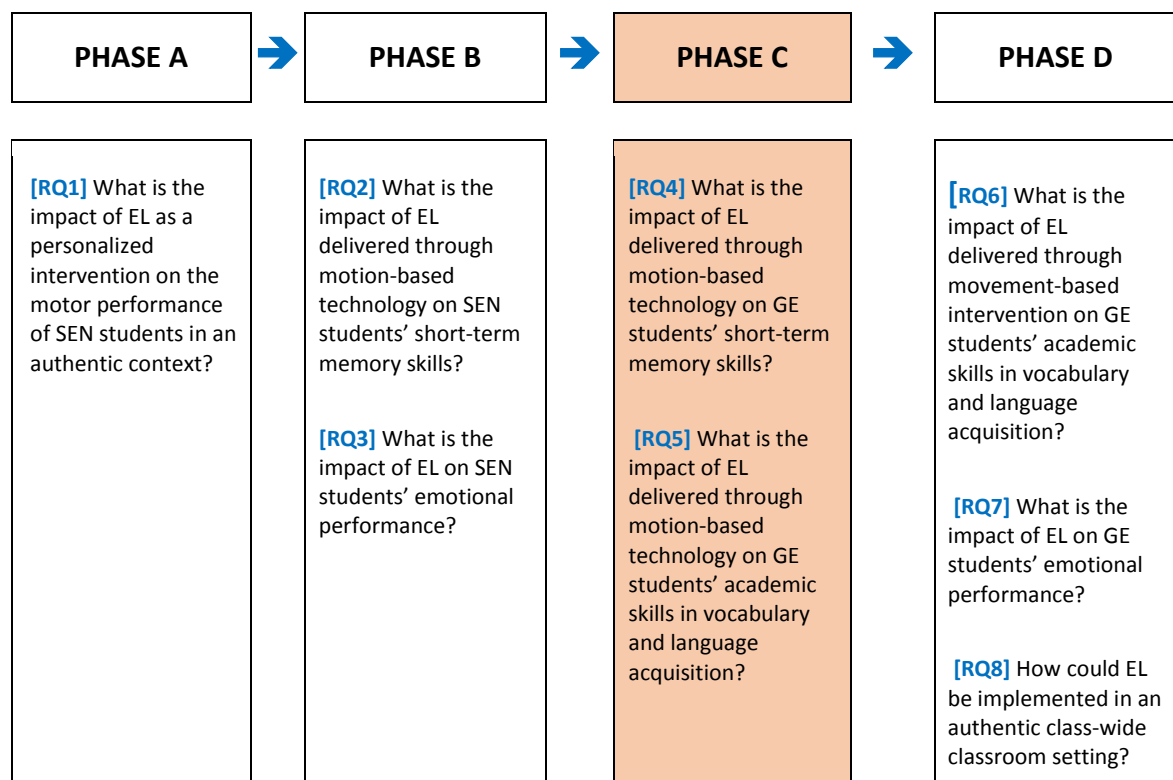 PHASE A
PHASE B
PHASE C
PHASE D
[RQ1] What is the
impact of EL as a
personalized
intervention on the
motor performance
of SEN students in an
authentic context?
[RQ2] What is the
impact of EL
delivered through
motion-based
technology on SEN
students’ short-term
memory skills?
[RQ3] What is the
impact of EL on SEN
students’ emotional
performance?
[RQ4] What is the
impact of EL
delivered through
motion-based
technology on GE
students’ short-term
memory skills?
[RQ5] What is the
impact of EL
delivered through
motion-based
technology on GE
students’ academic
skills in vocabulary
and language
acquisition?
[RQ6] What is the
impact of EL
delivered through
movement-based
intervention on GE
students’ academic
skills in vocabulary
and language
acquisition?
[RQ7] What is the
impact of EL on GE
students’ emotional
performance?
[RQ8] How could EL
be implemented in an
authentic class-wide
classroom setting?